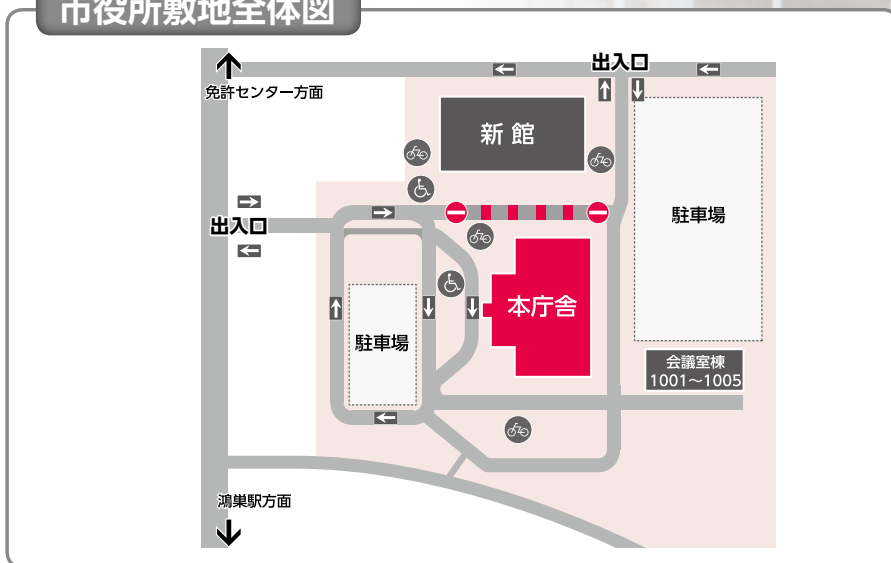 市役所敷地全体図
出入口
免許センター方面
新館
駐車場
出入口
本庁舎
駐車場
会議室棟
1001～1005
鴻巣駅方面